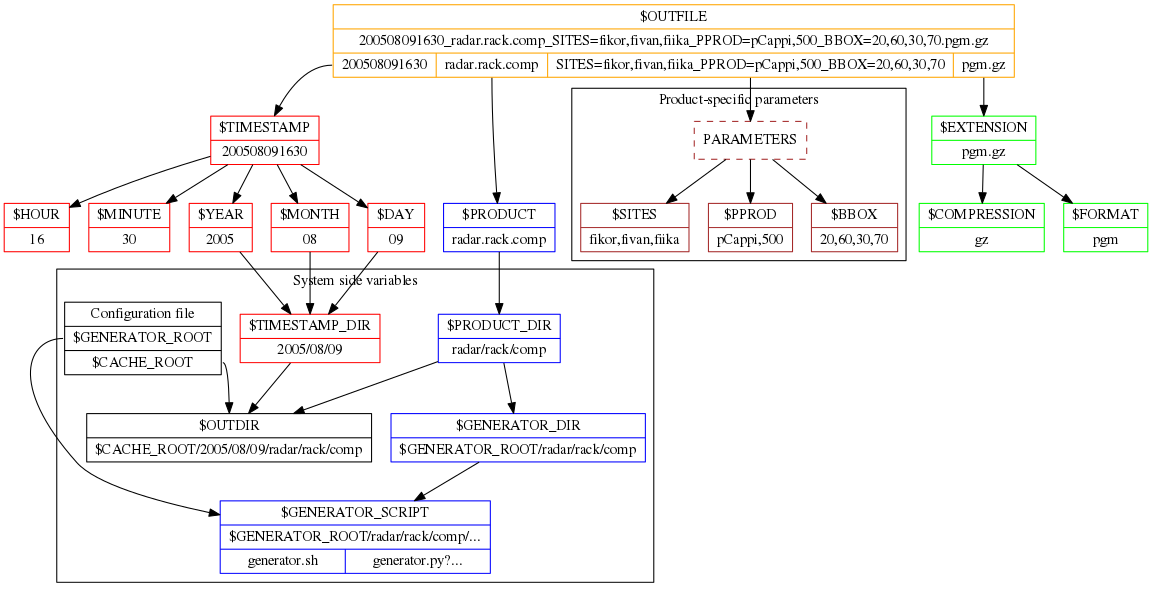 $OUTFILE
200508091630_radar.rack.comp_SITES=fikor,fivan,fiika_PPROD=pCappi,500_BBOX=20,60,30,70.pgm.gz
200508091630 radar.rack.comp SITES=fikor,fivan,fiika_PPROD=pCappi,500_BBOX=20,60,30,70 pgm.gz
Product-specific parameters
$TIMESTAMP
200508091630
PARAMETERS
$EXTENSION
pgm.gz
$HOUR
16
$MINUTE
30
$YEAR
2005
$MONTH
08
$DAY
09
$PRODUCT
radar.rack.comp
$SITES
fikor,fivan,fiika
$PPROD
pCappi,500
$BBOX
20,60,30,70
$COMPRESSION
gz
$FORMAT
pgm
System side variables
Configuration file
$GENERATOR_ROOT
$CACHE_ROOT
$TIMESTAMP_DIR
2005/08/09
$PRODUCT_DIR
radar/rack/comp
$OUTDIR
$CACHE_ROOT/2005/08/09/radar/rack/comp
$GENERATOR_DIR
$GENERATOR_ROOT/radar/rack/comp
$GENERATOR_SCRIPT
$GENERATOR_ROOT/radar/rack/comp/...
generator.sh generator.py?...